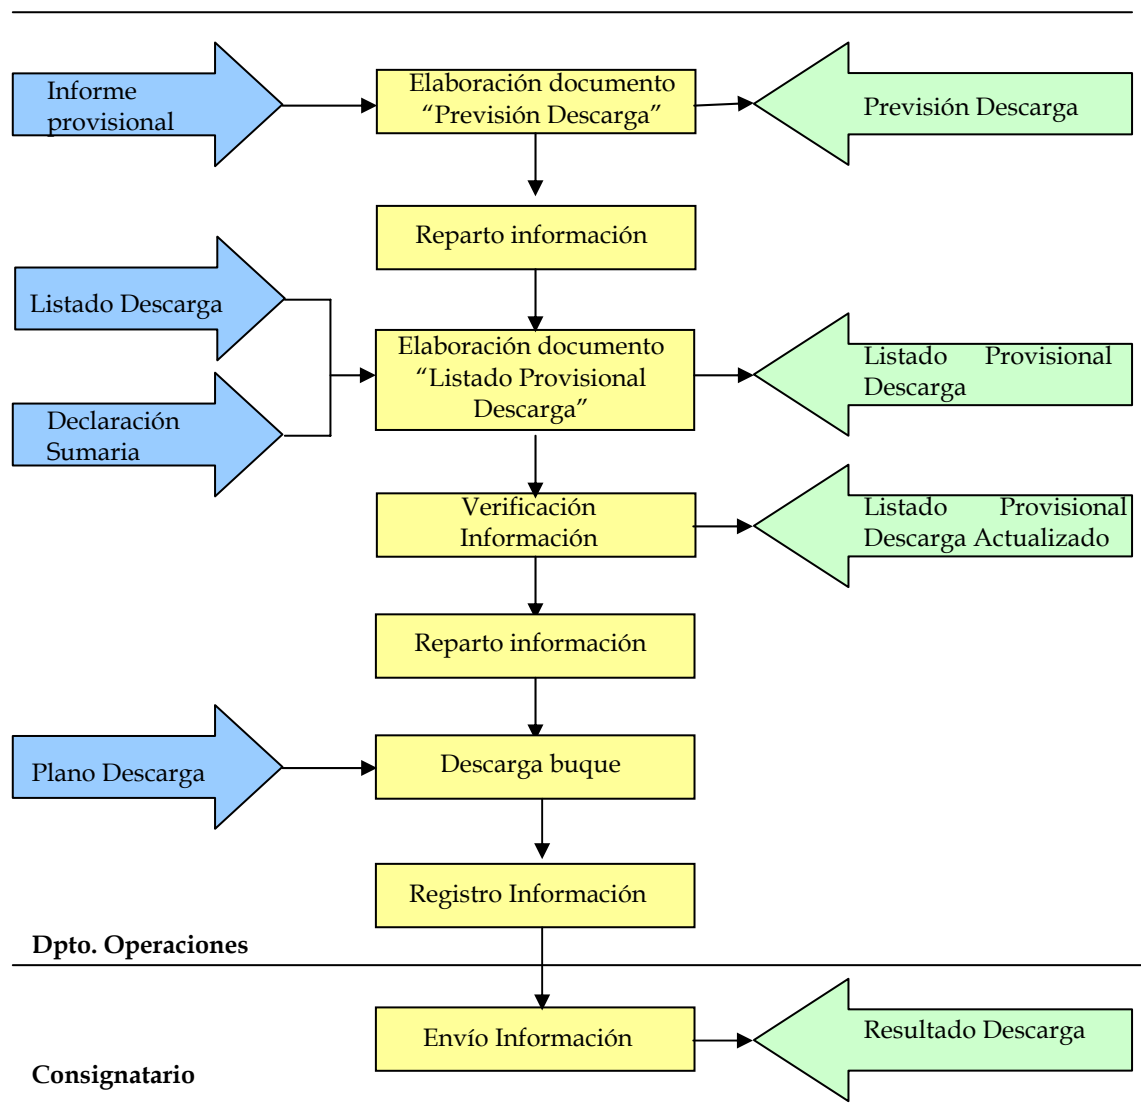 Informe
provisional
Elaboración documento
“Previsión Descarga”
Previsión Descarga
Reparto información
Listado Descarga
Declaración
Sumaria
Elaboración documento
“Listado Provisional
Descarga”
Listado Provisional
Descarga
Verificación
Información
Listado Provisional
Descarga Actualizado
Reparto información
Plano Descarga
Descarga buque
Registro Información
Dpto. Operaciones
Envío Información
Resultado Descarga
Consignatario